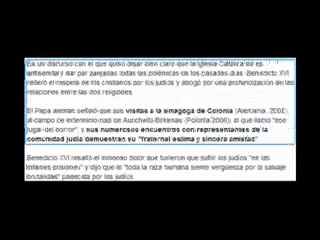 En un discurso con el que quiso dejar bien claro que la Iglesia Católica no es
antisemita y dar por zanjadas todas las polémicas de los pasados días, Benedicto XVI
reiteró el respeto de los cristianos por los judíos y abogó por una profundización de las
relaciones entre las dos religiones
El Papa alemán señaló que sus visitas a la sinagoga de Colonia (Alemania, 2005),
al campo de exterminio nazi de Auschwitz-Birkenau (Polonia 2006), al que llamó "ese
lugar del horror", y sus numerosos encuentros con representantes de la
comunidad judía demuestran su "fraternal estima y sincera amistad"
Benedicto XVI resaltó el inmenso dolor que tuvieron que sufrir los judíos "en las
infames prisiones" y dijo que le "toda la raza humana siente vergüenza por la salvaje
brutalidad" padecida por los judíos.